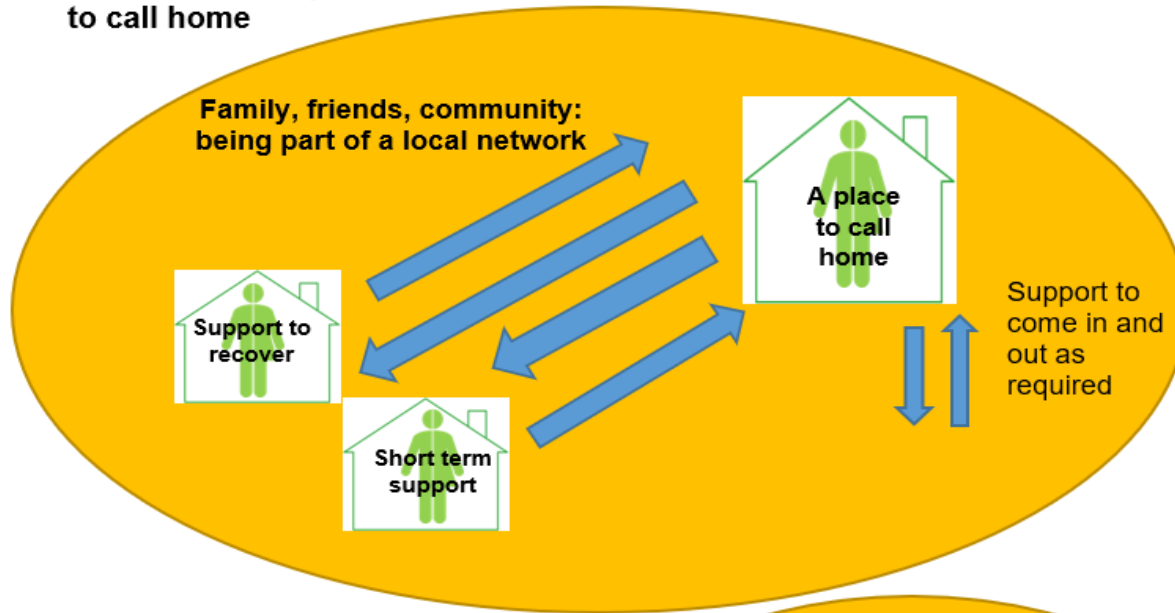 to call home
Family, friends, community:
being part of a local network
A place
to call
home
Support to
come in and
out as
required
Support to
recover
Short term
support